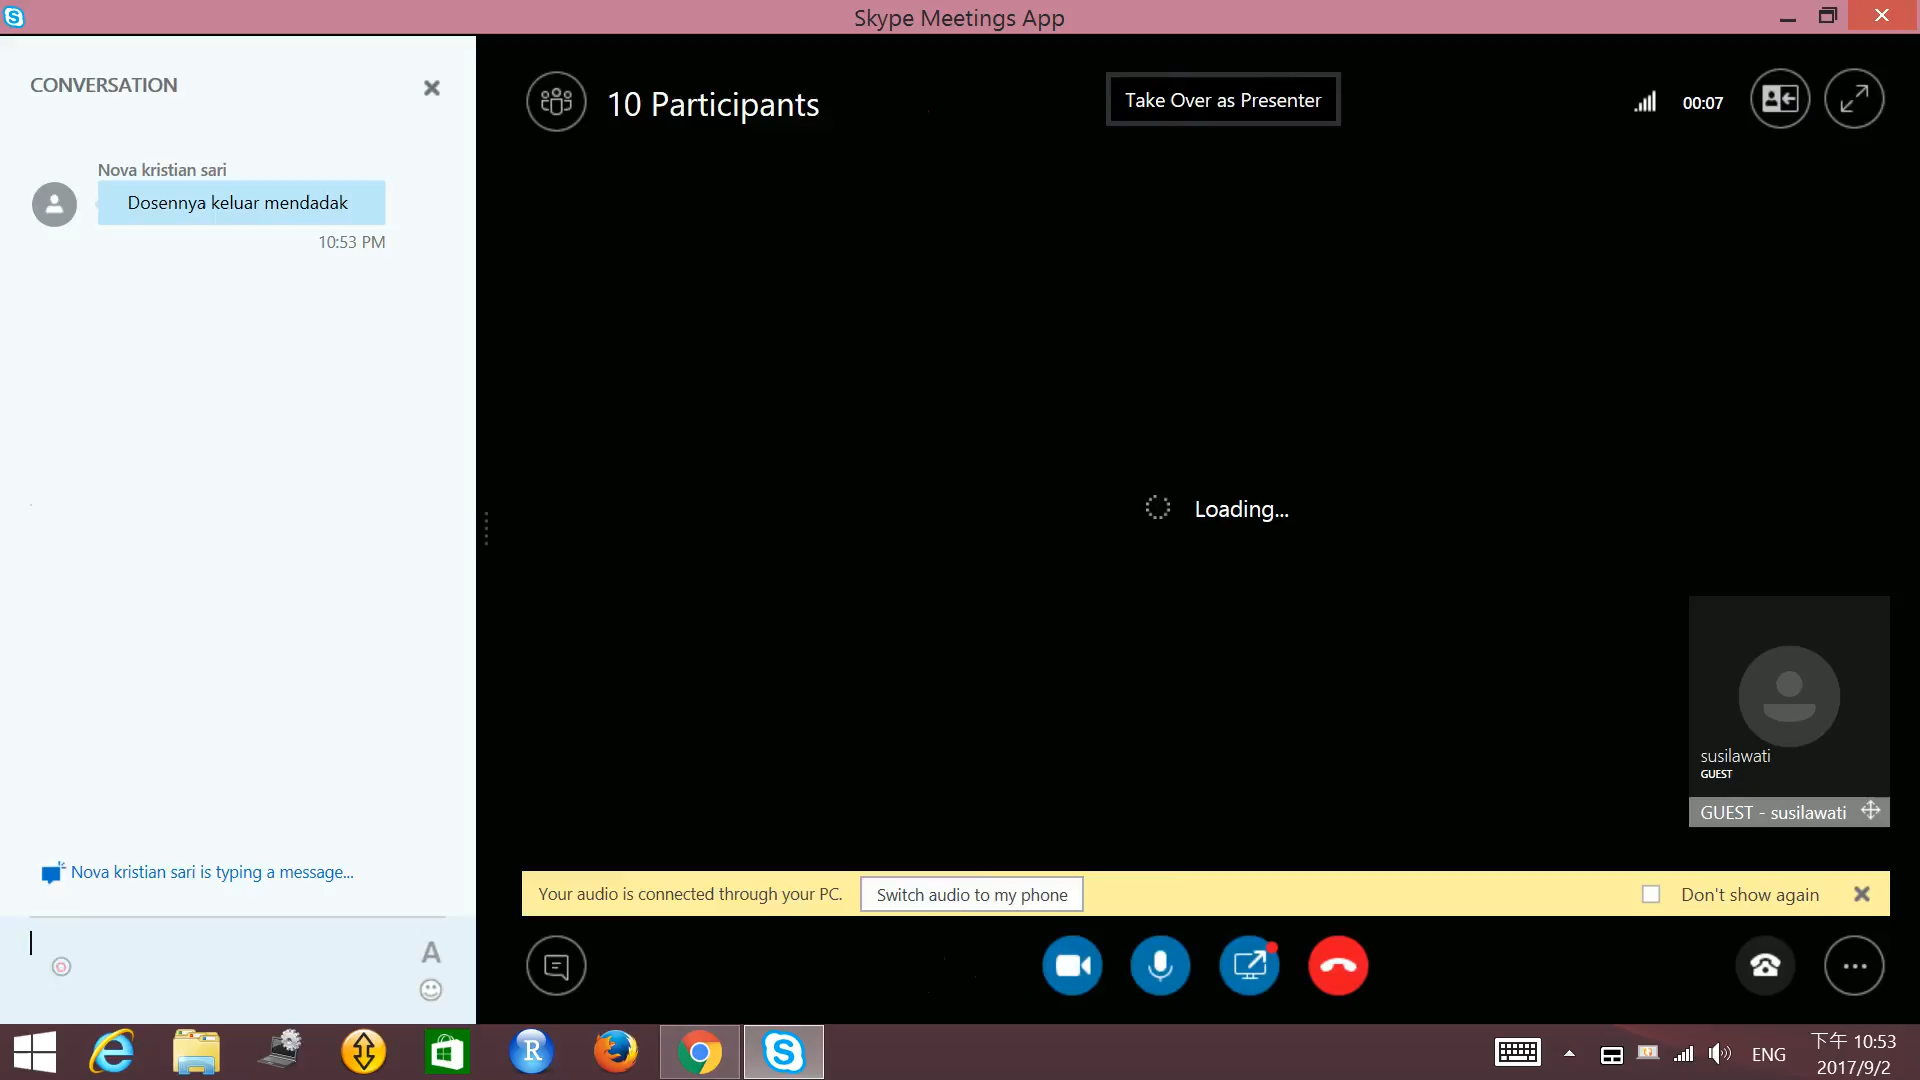 Skype Meetings App
CONVERSATION
Nova kristian sari
Dosennya keluar mendadak
10:53 PM
Nova kristian sari is typing a message...
A
10 Participants
Take Over as Presenter
00:07
Loading...
susilawati
GUEST
GUEST - susilawati
Your audio is connected through your PC.
Switch audio to my phone
Don't show again
R
ENG
下午 10:53
2017/9/2